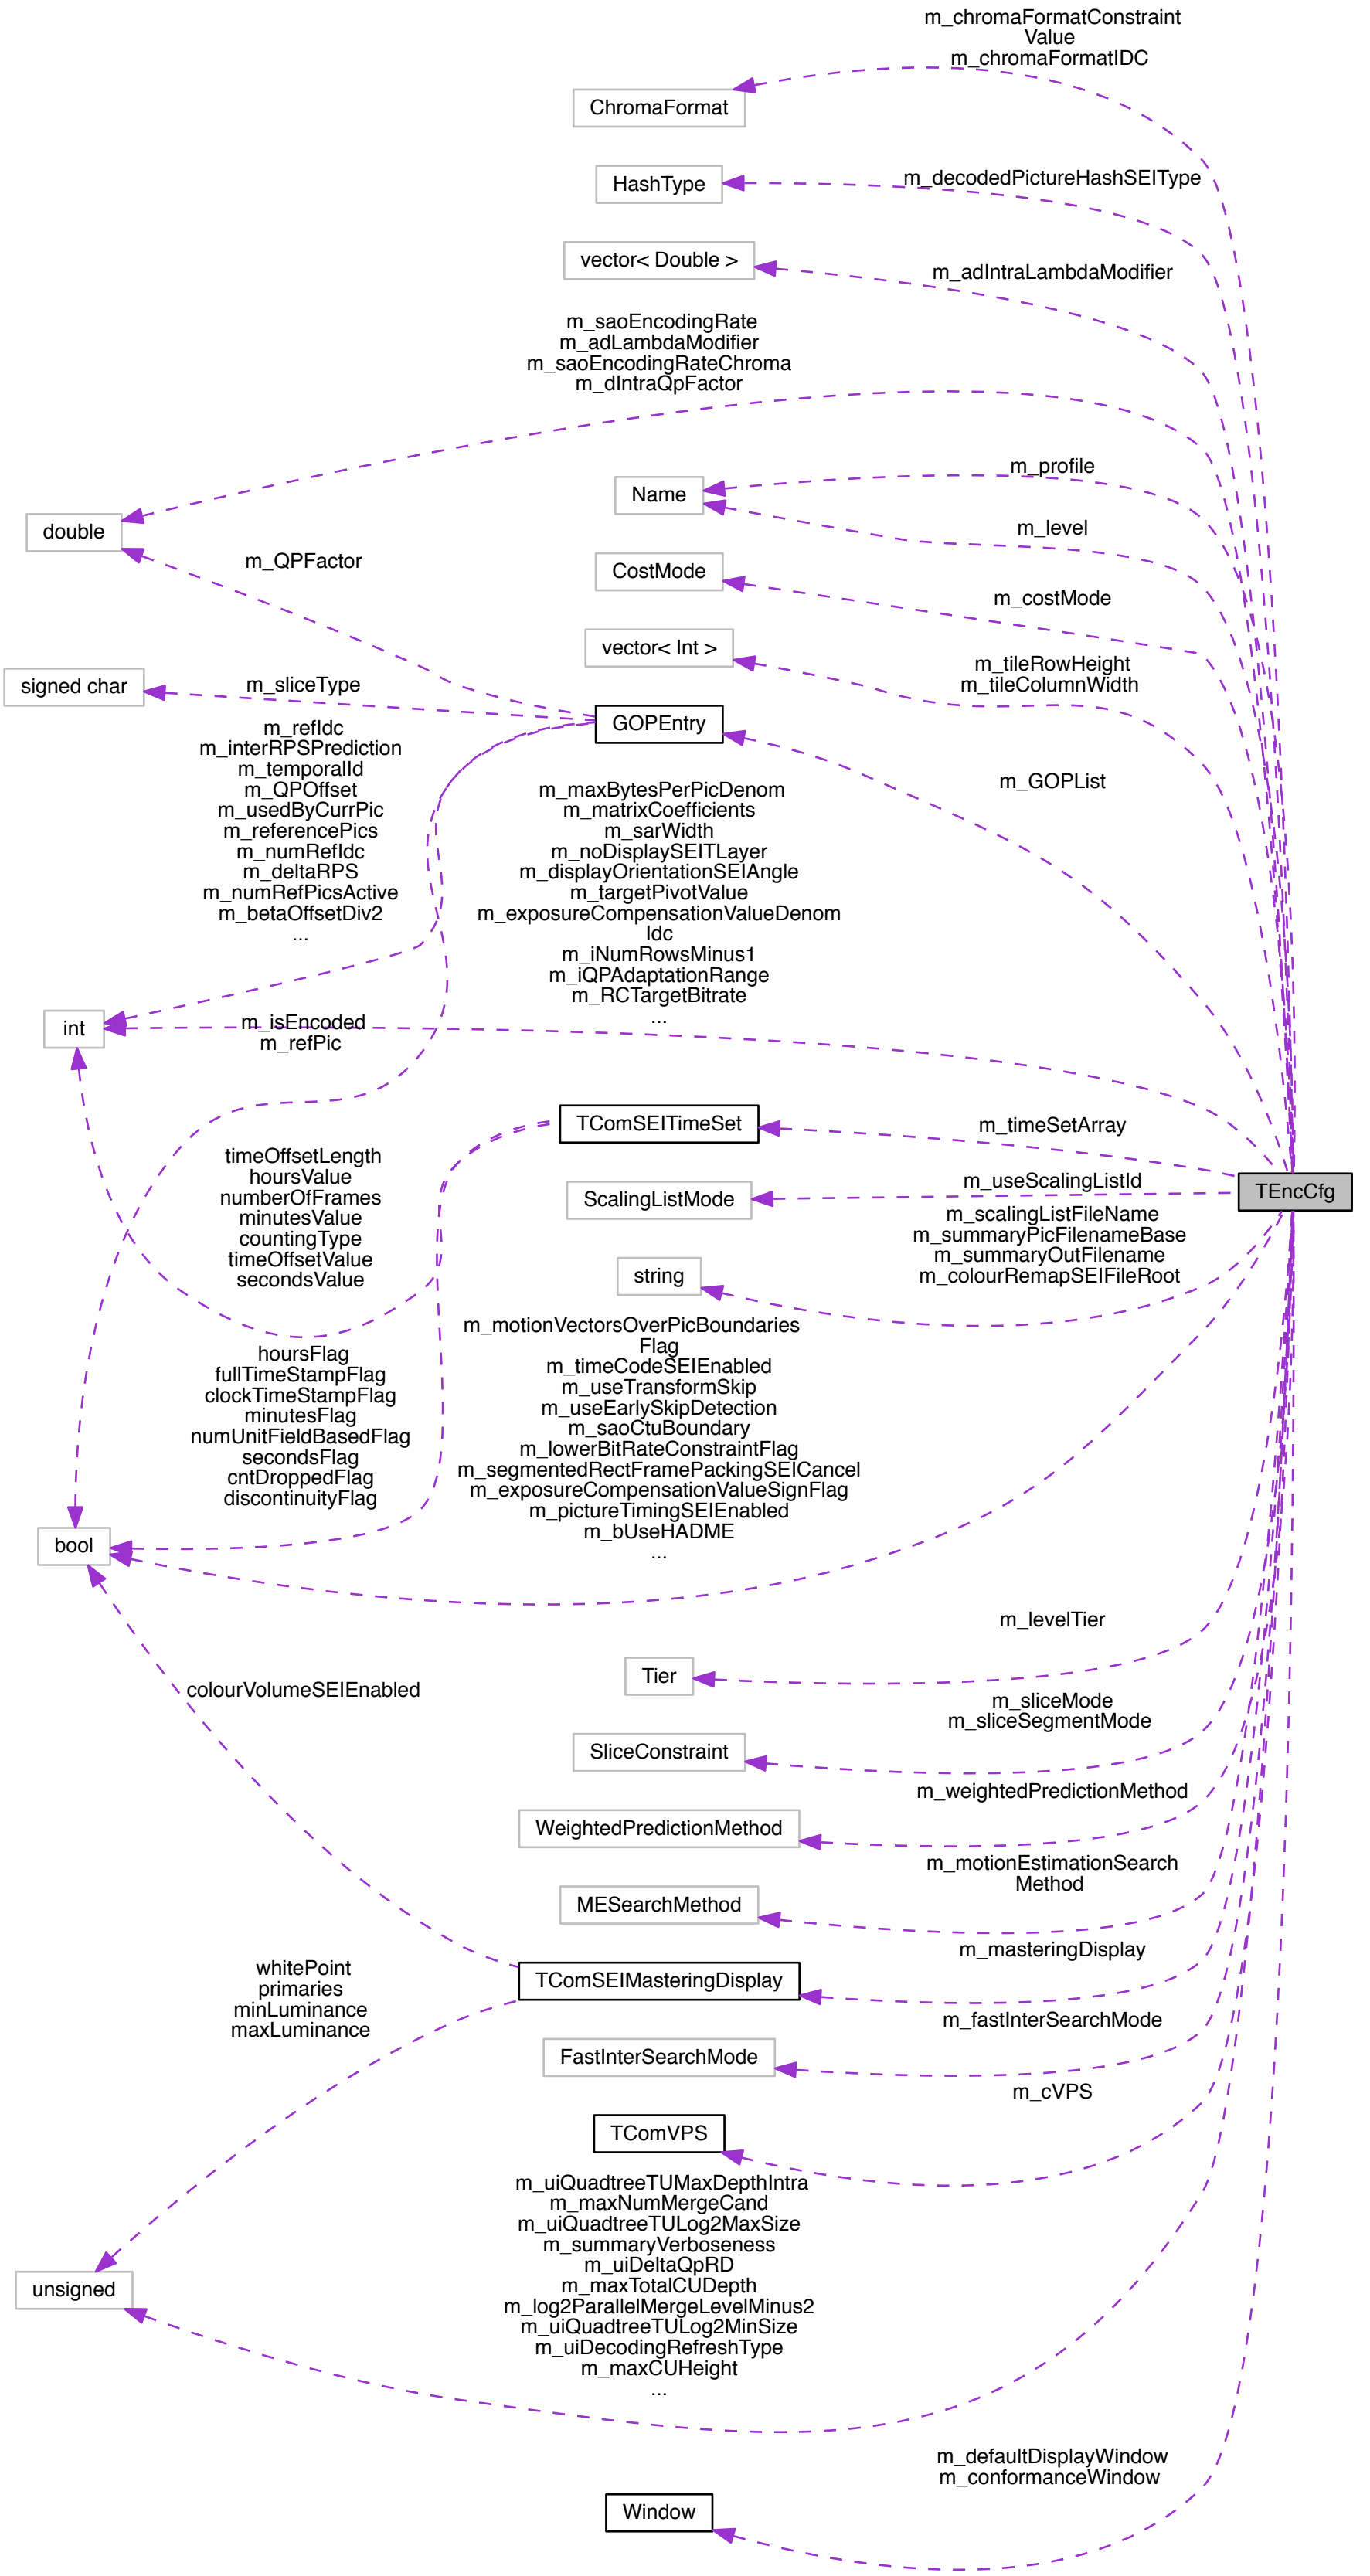 m_chromaFormatConstraint
Value
m_chromaFormatIDC
ChromaFormat
m_decodedPictureHashSEIType
HashType
vector< Double >
m_adIntraLambdaModifier
m_saoEncodingRate
m_adLambdaModifier
m_saoEncodingRateChroma
m_dIntraQpFactor
m_profile
Name
double
m_level
m_QPFactor
CostMode
m_costMode
vector< Int >
m_tileRowHeight
m_tileColumnWidth
signed char
m_sliceType
GOPEntry
m_refIdc
m_interRPSPrediction
m_temporalId
m_QPOffset
m_usedByCurrPic
m_referencePics
m_numRefIdc
m_deltaRPS
m_numRefPicsActive
m_betaOffsetDiv2
...
m_GOPList
m_maxBytesPerPicDenom
m_matrixCoefficients
m_sarWidth
m_noDisplaySEITLayer
m_displayOrientationSEIAngle
m_targetPivotValue
m_exposureCompensationValueDenom
Idc
m_iNumRowsMinus1
m_iQPAdaptationRange
m_RCTargetBitrate
...
int
m_isEncoded
m_refPic
TComSEITimeSet
m_timeSetArray
timeOffsetLength
hoursValue
numberOfFrames
minutesValue
countingType
timeOffsetValue
secondsValue
ScalingListMode
m_useScalingListId
TEncCfg
m_scalingListFileName
m_summaryPicFilenameBase
m_summaryOutFilename
m_colourRemapSEIFileRoot
string
hoursFlag
fullTimeStampFlag
clockTimeStampFlag
minutesFlag
numUnitFieldBasedFlag
secondsFlag
cntDroppedFlag
discontinuityFlag
m_motionVectorsOverPicBoundaries
Flag
m_timeCodeSEIEnabled
m_useTransformSkip
m_useEarlySkipDetection
m_saoCtuBoundary
m_lowerBitRateConstraintFlag
m_segmentedRectFramePackingSEICancel
m_exposureCompensationValueSignFlag
m_pictureTimingSEIEnabled
m_bUseHADME
...
bool
m_levelTier
Tier
colourVolumeSEIEnabled
m_sliceMode
m_sliceSegmentMode
SliceConstraint
m_weightedPredictionMethod
WeightedPredictionMethod
m_motionEstimationSearch
Method
MESearchMethod
m_masteringDisplay
TComSEIMasteringDisplay
whitePoint
primaries
minLuminance
maxLuminance
m_fastInterSearchMode
FastInterSearchMode
m_cVPS
TComVPS
m_uiQuadtreeTUMaxDepthIntra
m_maxNumMergeCand
m_uiQuadtreeTULog2MaxSize
m_summaryVerboseness
m_uiDeltaQpRD
m_maxTotalCUDepth
m_log2ParallelMergeLevelMinus2
m_uiQuadtreeTULog2MinSize
m_uiDecodingRefreshType
m_maxCUHeight
...
unsigned
m_defaultDisplayWindow
m_conformanceWindow
Window